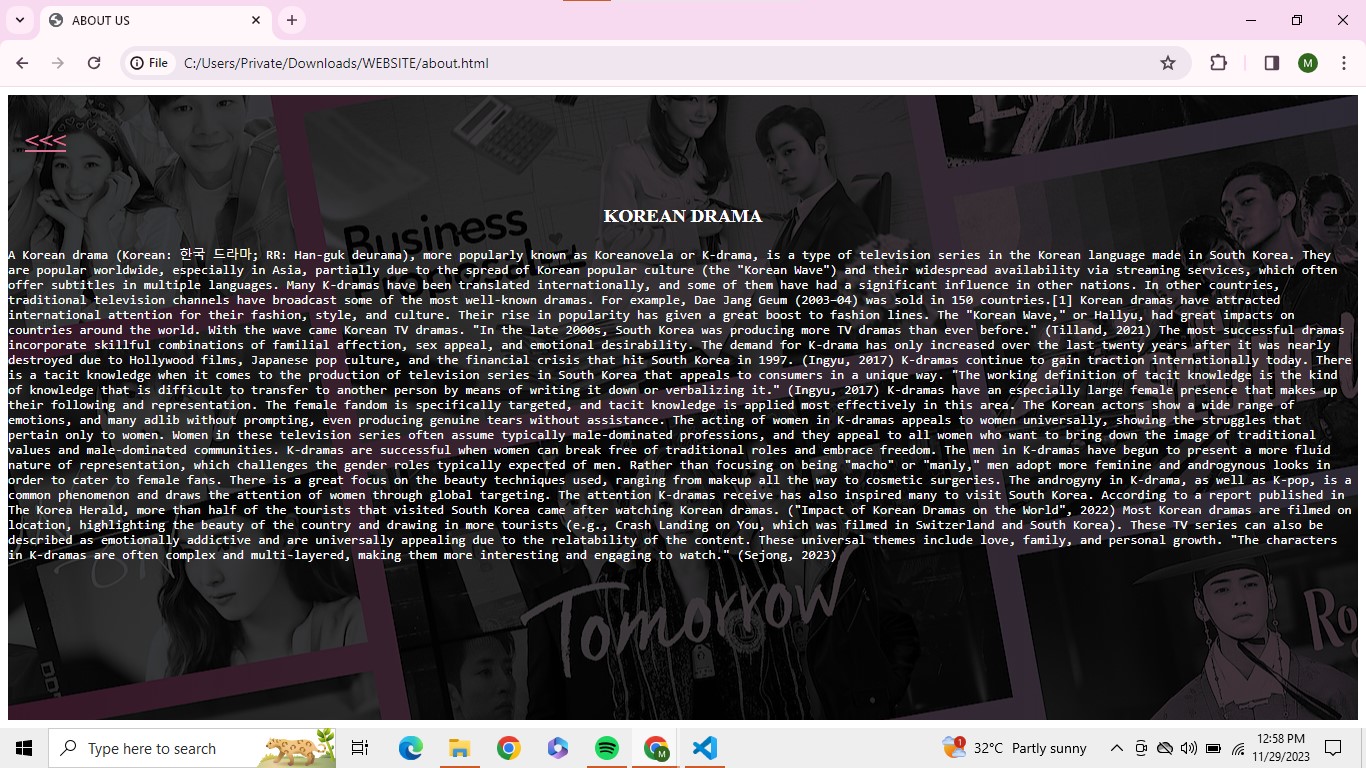 ABOUT US
File
C:/Users/Private/Downloads/WEBSITE/about.html
M
<<<
Business
Proposal
KOREAN DRAMA
A Korean drama (Korean: 한국 드라마; RR: Han-guk deurama), more popularly known as Koreanovela or K-drama, is a type of television series in the Korean language made in South Korea. They
are popular worldwide, especially in Asia, partially due to the spread of Korean popular culture (the "Korean Wave") and their widespread availability via streaming services, which often
offer subtitles in multiple languages. Many K-dramas have been translated internationally, and some of them have had a significant influence in other nations. In other countries,
traditional television channels have broadcast some of the most well-known dramas. For example, Dae Jang Geum (2003–04) was sold in 150 countries.[1] Korean dramas have attracted
international attention for their fashion, style, and culture. Their rise in popularity has given a great boost to fashion lines. The "Korean Wave," or Hallyu, had great impacts on
countries around the world. With the wave came Korean TV dramas. "In the late 2000s, South Korea was producing more TV dramas than ever before." (Tilland, 2021) The most successful dramas
incorporate skillful combinations of familial affection, sex appeal, and emotional desirability. The demand for K-drama has only increased over the last twenty years after it was nearly
destroyed due to Hollywood films, Japanese pop culture, and the financial crisis that hit South Korea in 1997. (Ingyu, 2017) K-dramas continue to gain traction internationally today. There
is a tacit knowledge when it comes to the production of television series in South Korea that appeals to consumers in a unique way. "The working definition of tacit knowledge is the kind
of knowledge that is difficult to transfer to another person by means of writing it down or verbalizing it." (Ingyu, 2017) K-dramas have an especially large female presence that makes up
their following and representation. The female fandom is specifically targeted, and tacit knowledge is applied most effectively in this area. The Korean actors show a wide range of
emotions, and many adlib without prompting, even producing genuine tears without assistance. The acting of women in K-dramas appeals to women universally, showing the struggles that
pertain only to women. Women in these television series often assume typically male-dominated professions, and they appeal to all women who want to bring down the image of traditional
values and male-dominated communities. K-dramas are successful when women can break free of traditional roles and embrace freedom. The men in K-dramas have begun to present a more fluid
nature of representation, which challenges the gender roles typically expected of men. Rather than focusing on being "macho" or "manly," men adopt more feminine and androgynous looks in
order to cater to female fans. There is a great focus on the beauty techniques used, ranging from makeup all the way to cosmetic surgeries. The androgyny in K-drama, as well as K-pop, is a
common phenomenon and draws the attention of women through global targeting. The attention K-dramas receive has also inspired many to visit South Korea. According to a report published in
The Korea Herald, more than half of the tourists that visited South Korea came after watching Korean dramas. ("Impact of Korean Dramas on the World", 2022) Most Korean dramas are filmed on
location, highlighting the beauty of the country and drawing in more tourists (e.g., Crash Landing on You, which was filmed in Switzerland and South Korea). These TV series can also be
described as emotionally addictive and are universally appealing due to the relatability of the content. These universal themes include love, family, and personal growth. "The characters
in K-dramas are often complex and multi-layered, making them more interesting and engaging to watch." (Sejong, 2023)
Tomorrow
Type here to search
M
1
32°C Partly sunny
12:58 PM
11/29/2023